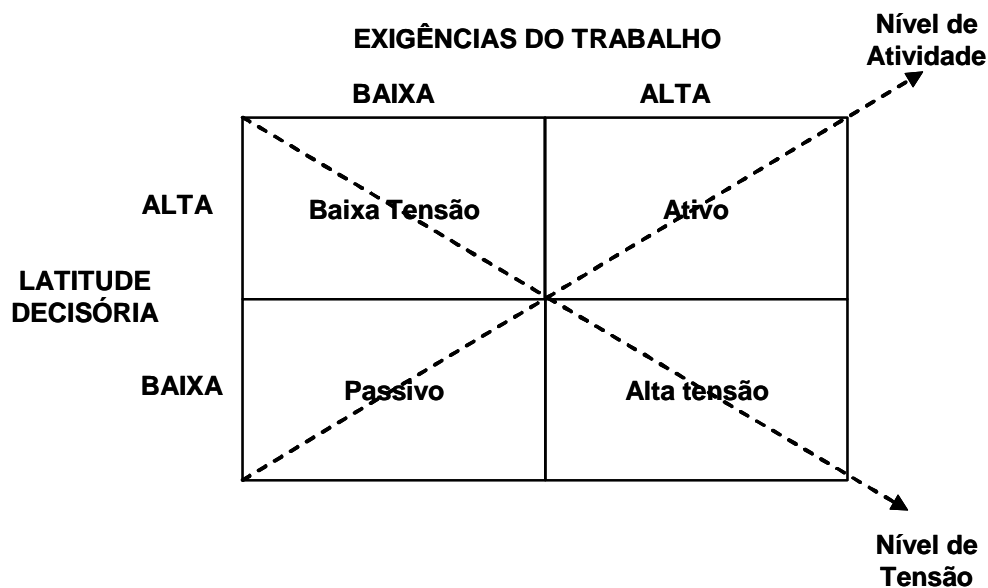 Nível de
Atividade
EXIGÊNCIAS DO TRABALHO
BAIXA ALTA
ALTA
Baixa Tensão Ativo
LATITUDE
DECISÓRIA
BAIXA
Passivo Alta tensão
Nível de
Tensão